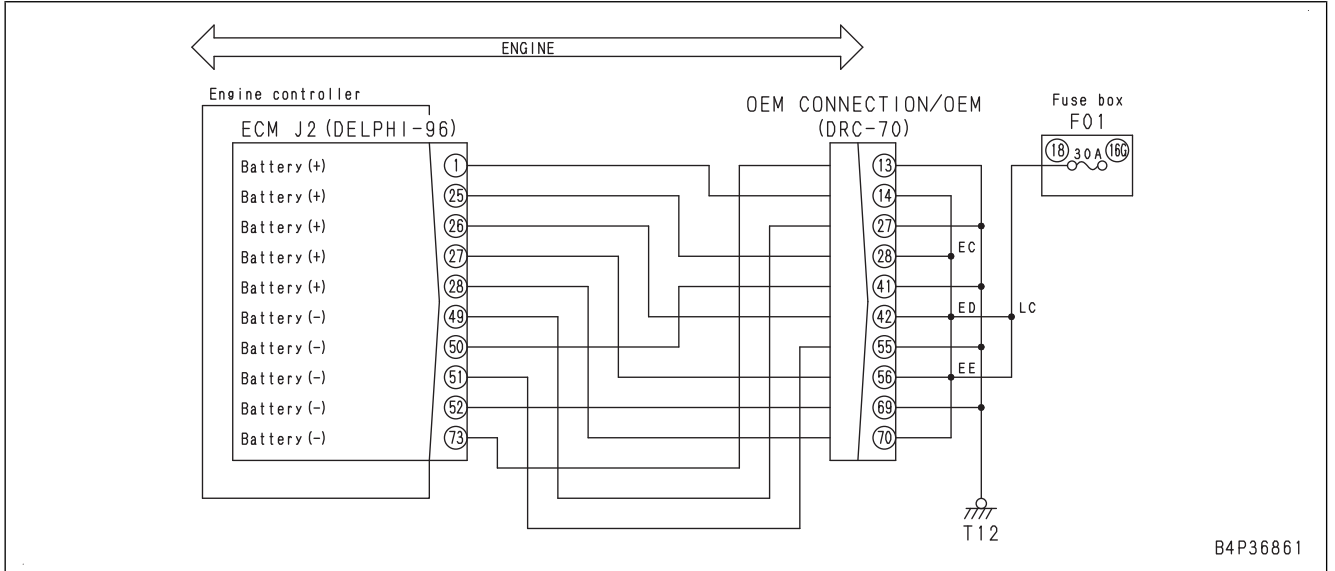 ENGINE
Engine controller
ECM J2 (DELPHI-96)
OEM CONNECTION/OEM
(DRC-70)
Fuse box
F01
18 30A 16G
Battery (+) 1
Battery (+) 25
Battery (+) 26
Battery (+) 27
Battery (+) 28
Battery (-) 49
Battery (-) 50
Battery (-) 51
Battery (-) 52
Battery (-) 73
13
14
27
28 EC
41
42 ED LC
55
56 EE
69
70
T12
B4P36861